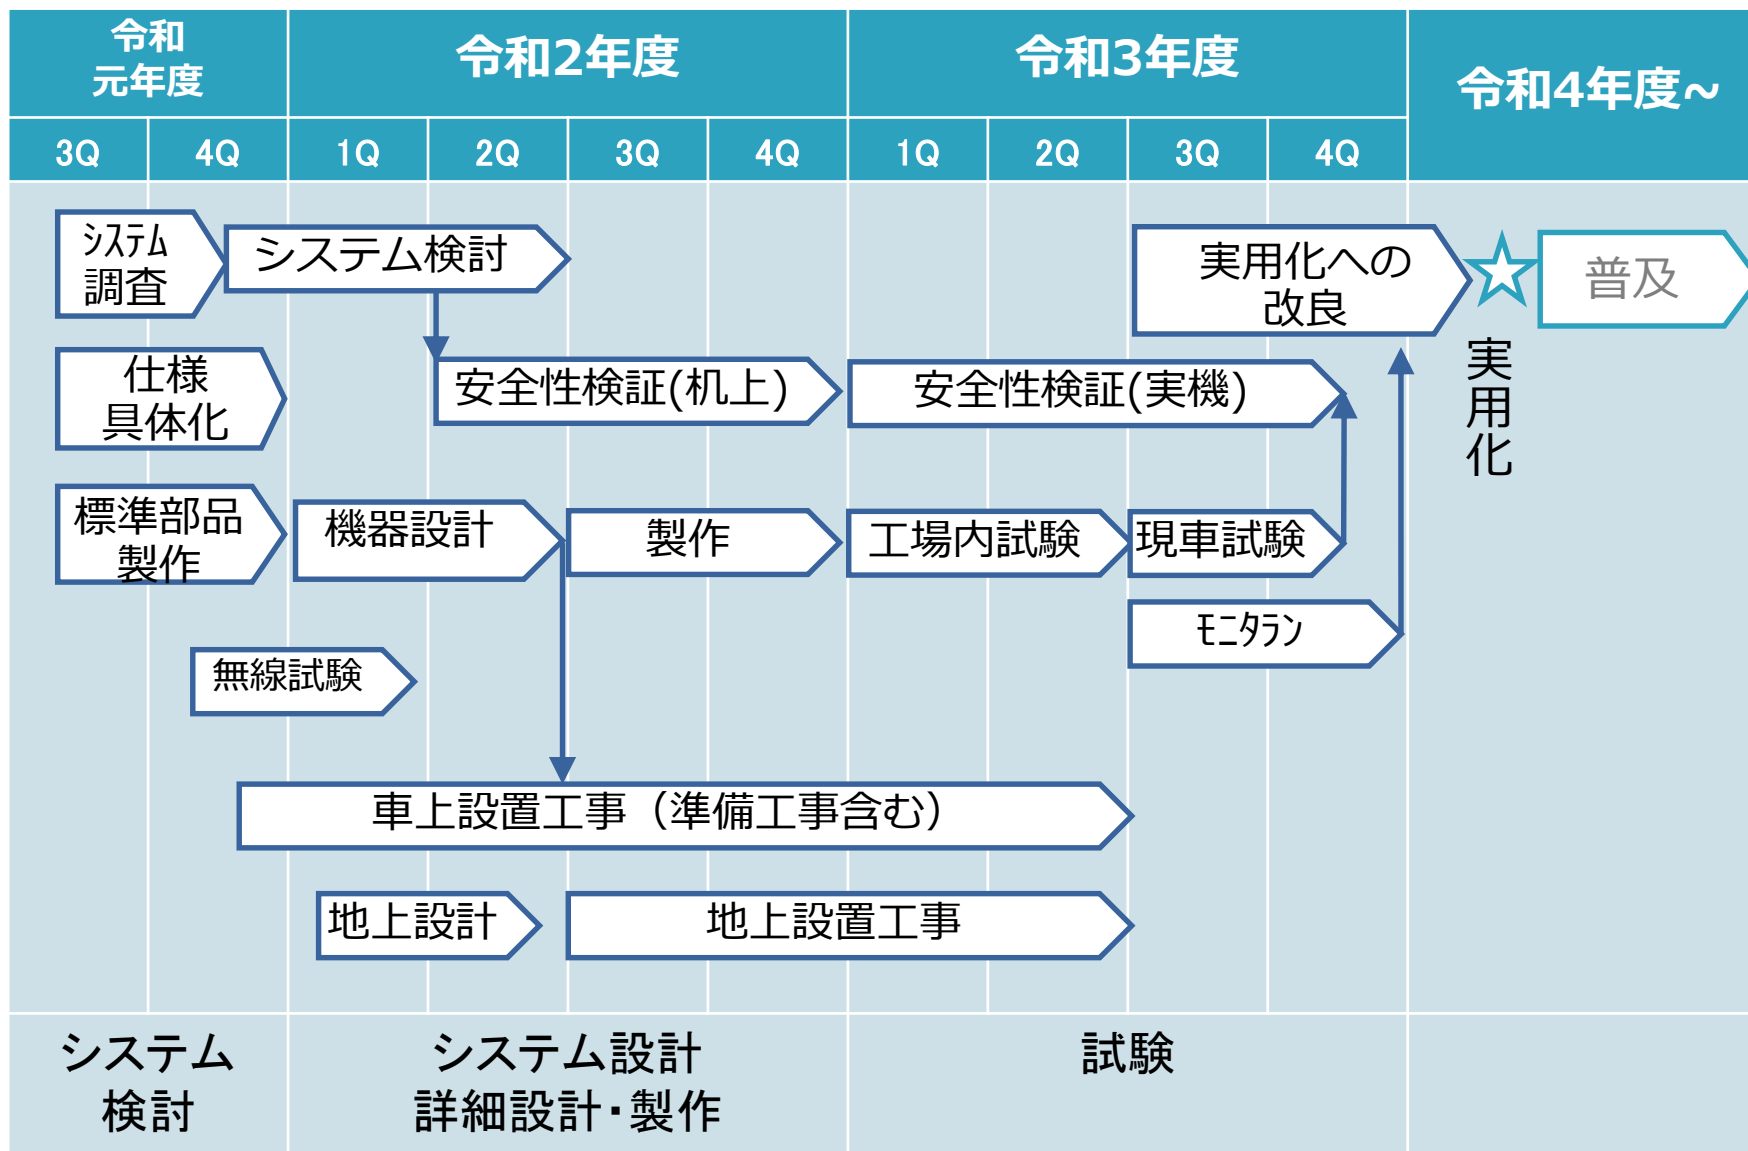 令和
元年度
令和2年度
令和3年度
令和4年度~
3Q
4Q
1Q
2Q
3Q
4Q
1Q
2Q
3Q
4Q
ｼｽﾃﾑ
調査
システム検討
実用化への
改良
普及
実用化
仕様
具体化
安全性検証(机上)
安全性検証(実機)
標準部品
製作
機器設計
製作
工場内試験
現車試験
ﾓﾆﾀﾗﾝ
無線試験
車上設置工事（準備工事含む）
地上設計
地上設置工事
システム
検討
システム設計
詳細設計・製作
試験